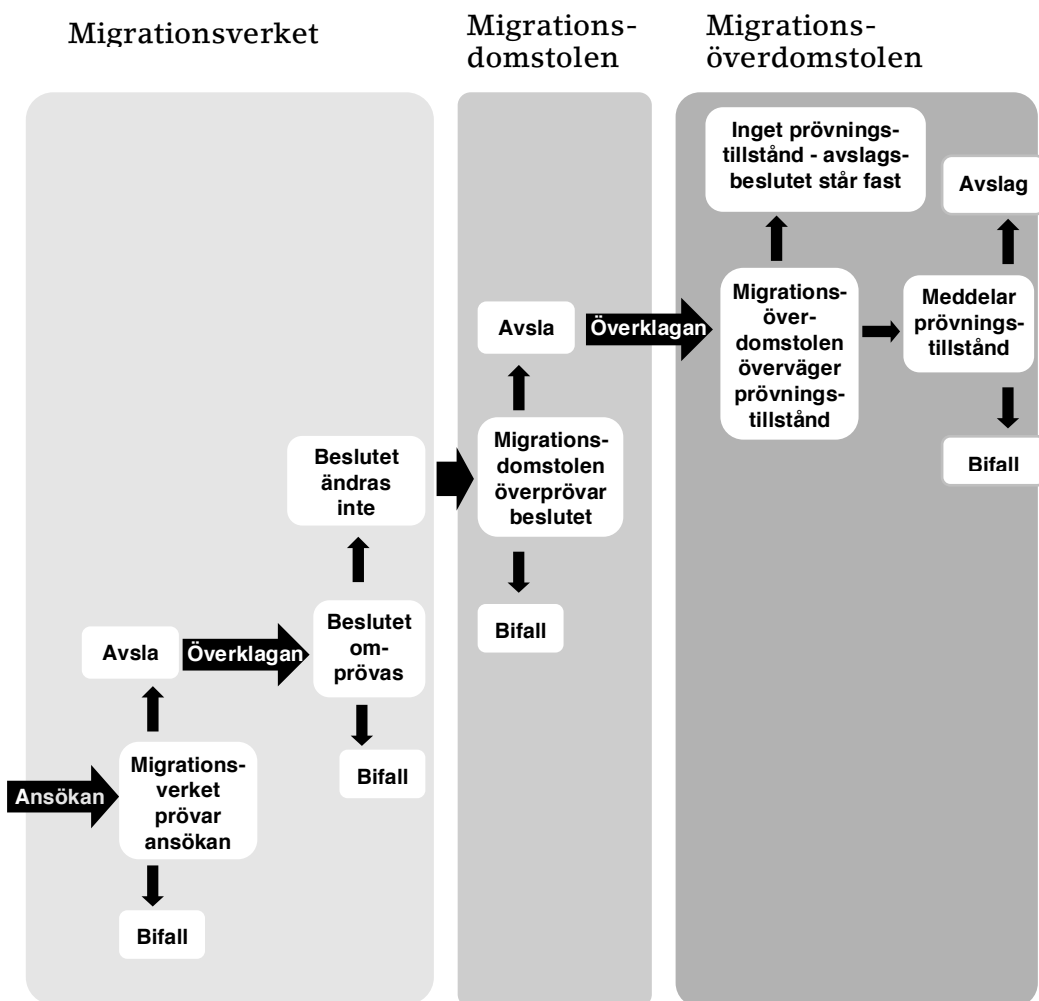 Migrationsverket
Migrations-
domstolen
Migrations-
överdomstolen
Inget prövnings-
tillstånd - avslags-
beslutet står fast
Avslag
Migrations-
över-
domstolen
överväger
prövnings-
tillstånd
Meddelar
prövnings-
tillstånd
Bifall
Avsla
Överklagan
Migrations-
domstolen
överprövar
beslutet
Bifall
Beslutet
ändras
inte
Beslutet
om-
prövas
Bifall
Avsla
Överklagan
Ansökan
Migrations-
verket
prövar
ansökan
Bifall